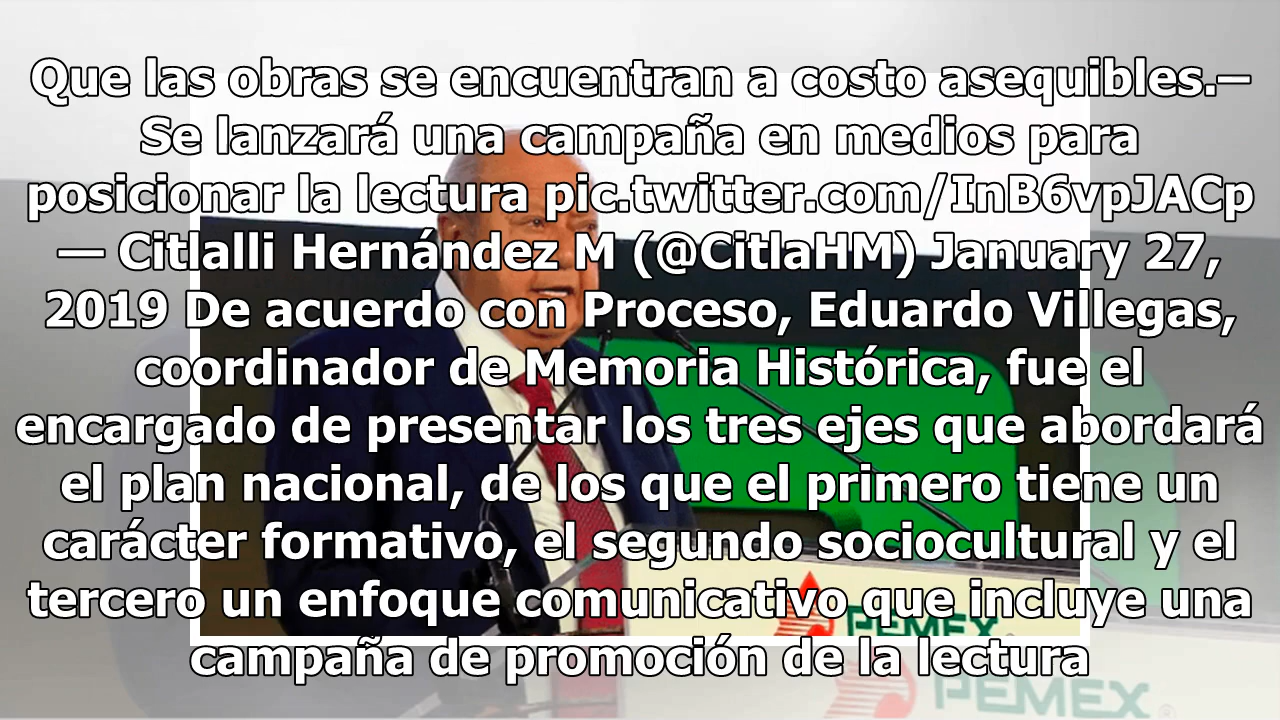 Que las obras se encuentran a costo asequibles.—
Se lanzará una campaña en medios para
posicionar la lectura pic.twitter.com/InB6vpJACp
— Citlalli Hernández M (@CitlaHM) January 27,
2019 De acuerdo con Proceso, Eduardo Villegas,
coordinador de Memoria Histórica, fue el
encargado de presentar los tres ejes que abordará
el plan nacional, de los que el primero tiene un
carácter formativo, el segundo sociocultural y el
tercero un enfoque comunicativo que incluye una
campaña de promoción de la lectura
PEMEX
PEMEX